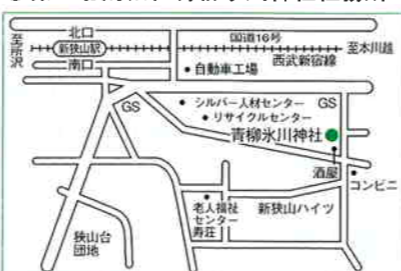 至所沢
北口
新狭山駅
南口
国道16号
西武新宿線
至本川越
自動車工場
GS
シルバー人材センター
リサイクルセンター
GS
青柳氷川神社
酒屋
コンビニ
老人福祉
センター
寿荘
新狭山ハイツ
狭山台
団地